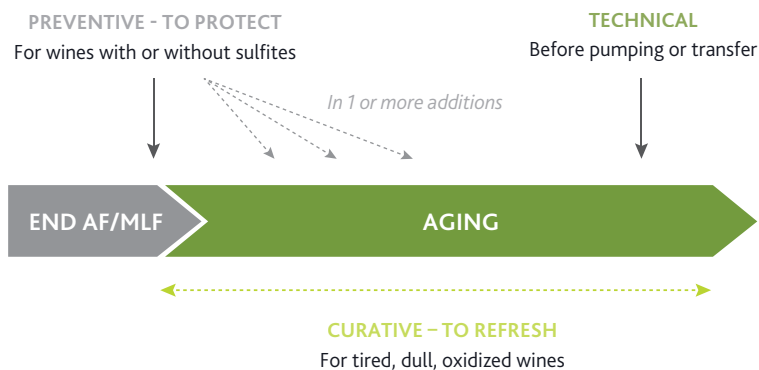 PREVENTIVE - TO PROTECT
For wines with or without sulfites
TECHNICAL
Before pumping or transfer
In 1 or more additions
END AF/MLF
AGING
CURATIVE – TO REFRESH
For tired, dull, oxidized wines